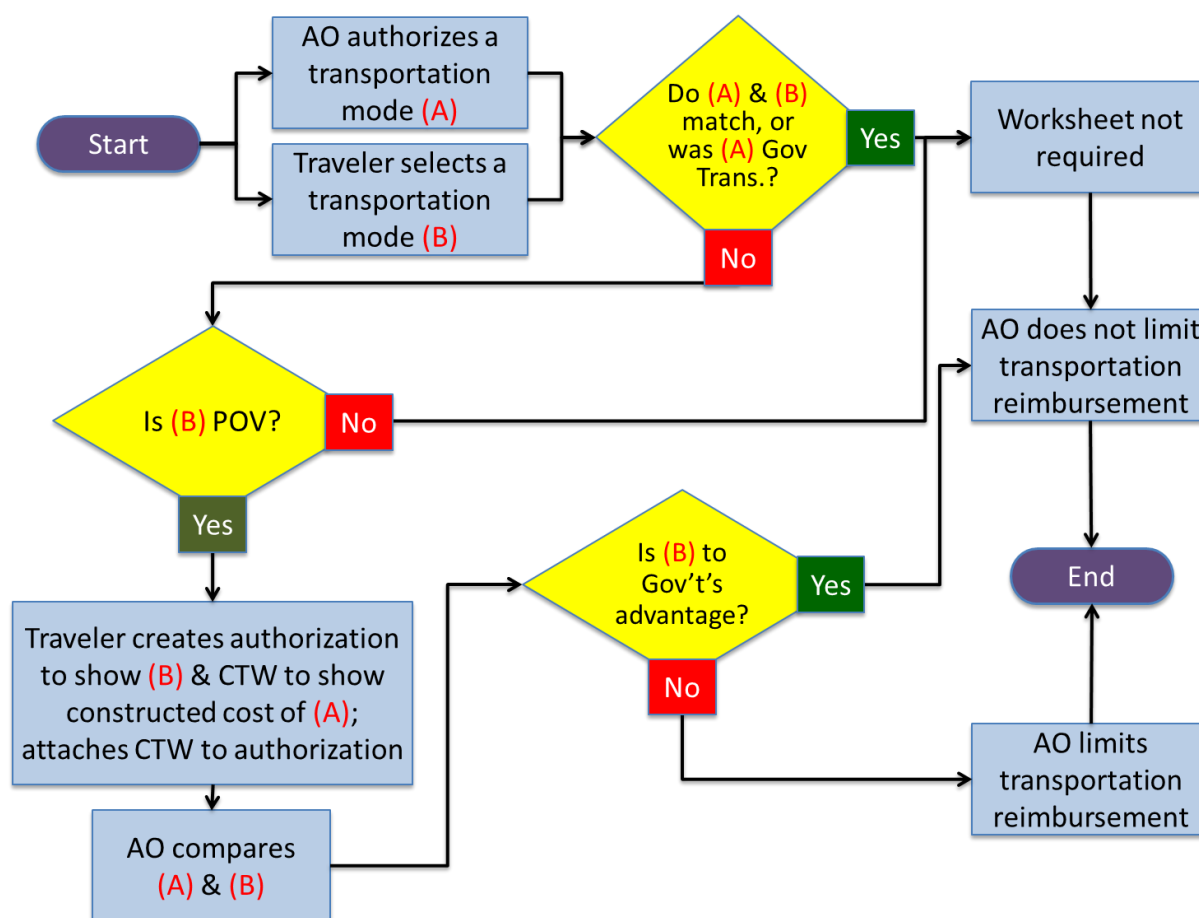 Start
AO authorizes a
transportation
mode (A)
Traveler selects a
transportation
mode (B)
Do (A) & (B)
match, or
was (A) Gov
Trans.?
Yes
No
Worksheet not
required
Is (B) POV?
No
Yes
AO does not limit
transportation
reimbursement
Is (B) to
Gov’t’s
advantage?
Yes
No
End
Traveler creates authorization
to show (B) & CTW to show
constructed cost of (A);
attaches CTW to authorization
AO compares
(A) & (B)
AO limits
transportation
reimbursement